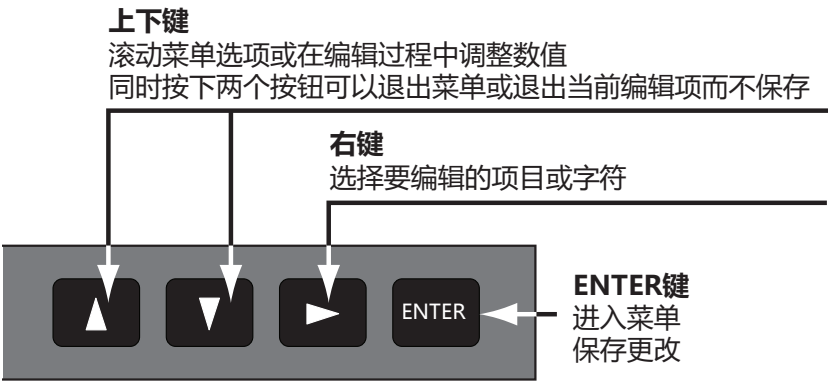 上下键
滚动菜单选项或在编辑过程中调整数值
同时按下两个按钮可以退出菜单或退出当前编辑项而不保存
右键
选择要编辑的项目或字符
ENTER
ENTER键
进入菜单
保存更改